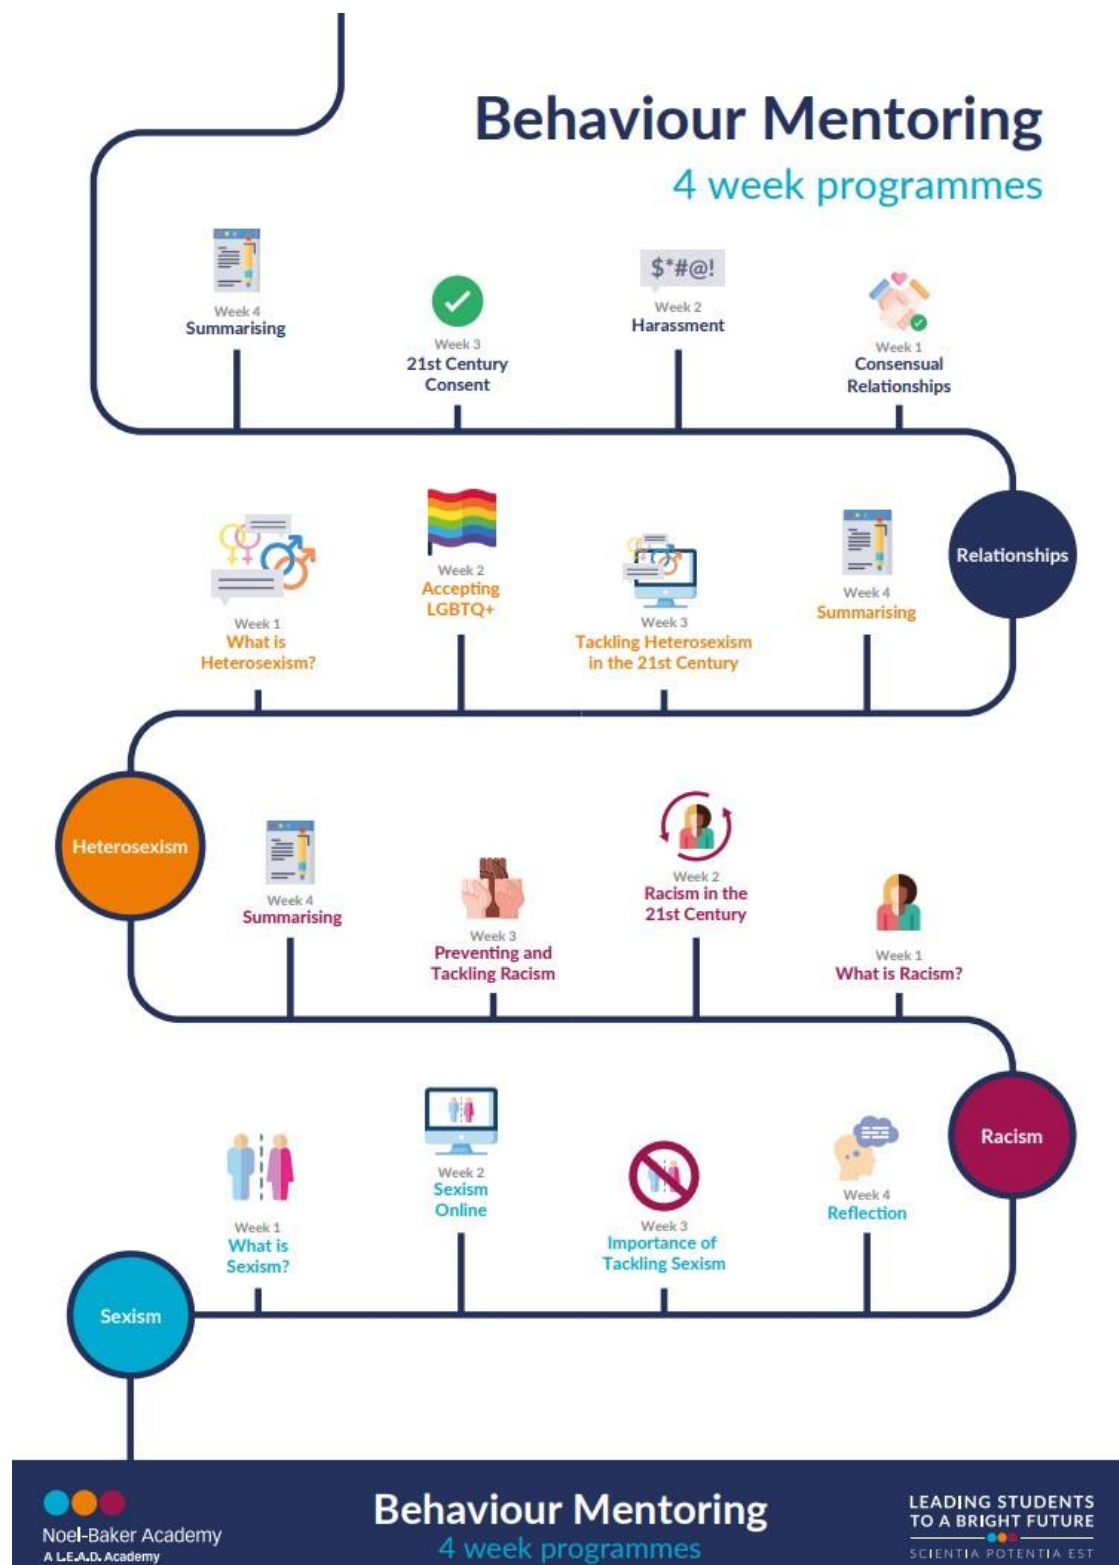 Behaviour Mentoring
4 week programmes
Week 4
Summarising
Week 3
21st Century
Consent
$*#@!
Week 2
Harassment
Week 1
Consensual
Relationships
Relationships
Week 1
What is
Heterosexism?
Week 2
Accepting
LGBTQ+
Week 3
Tackling Heterosexism
in the 21st Century
Week 4
Summarising
Heterosexism
Week 4
Summarising
Week 3
Preventing and
Tackling Racism
Week 2
Racism in the
21st Century
Week 1
What is Racism?
Racism
Week 1
What is
Sexism?
Week 2
Sexism
Online
Week 3
Importance of
Tackling Sexism
Week 4
Reflection
Sexism
Noel-Baker Academy
A L.E.A.D. Academy
Behaviour Mentoring
4 week programmes
LEADING STUDENTS
TO A BRIGHT FUTURE
SCIENTIA POTENTIA EST